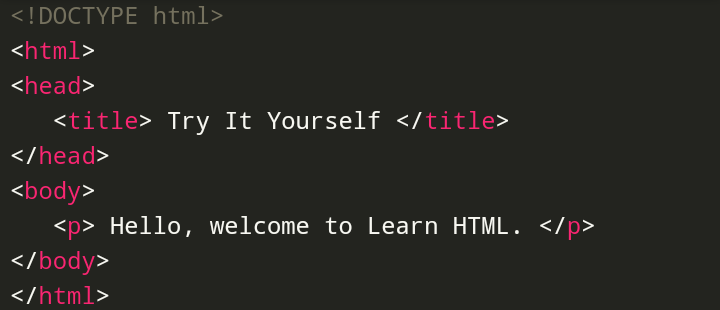 <!DOCTYPE html>
<html>
<head>
   <title> Try It Yourself </title>
</head>
<body>
   <p> Hello, welcome to Learn HTML. </p>
</body>
</html>